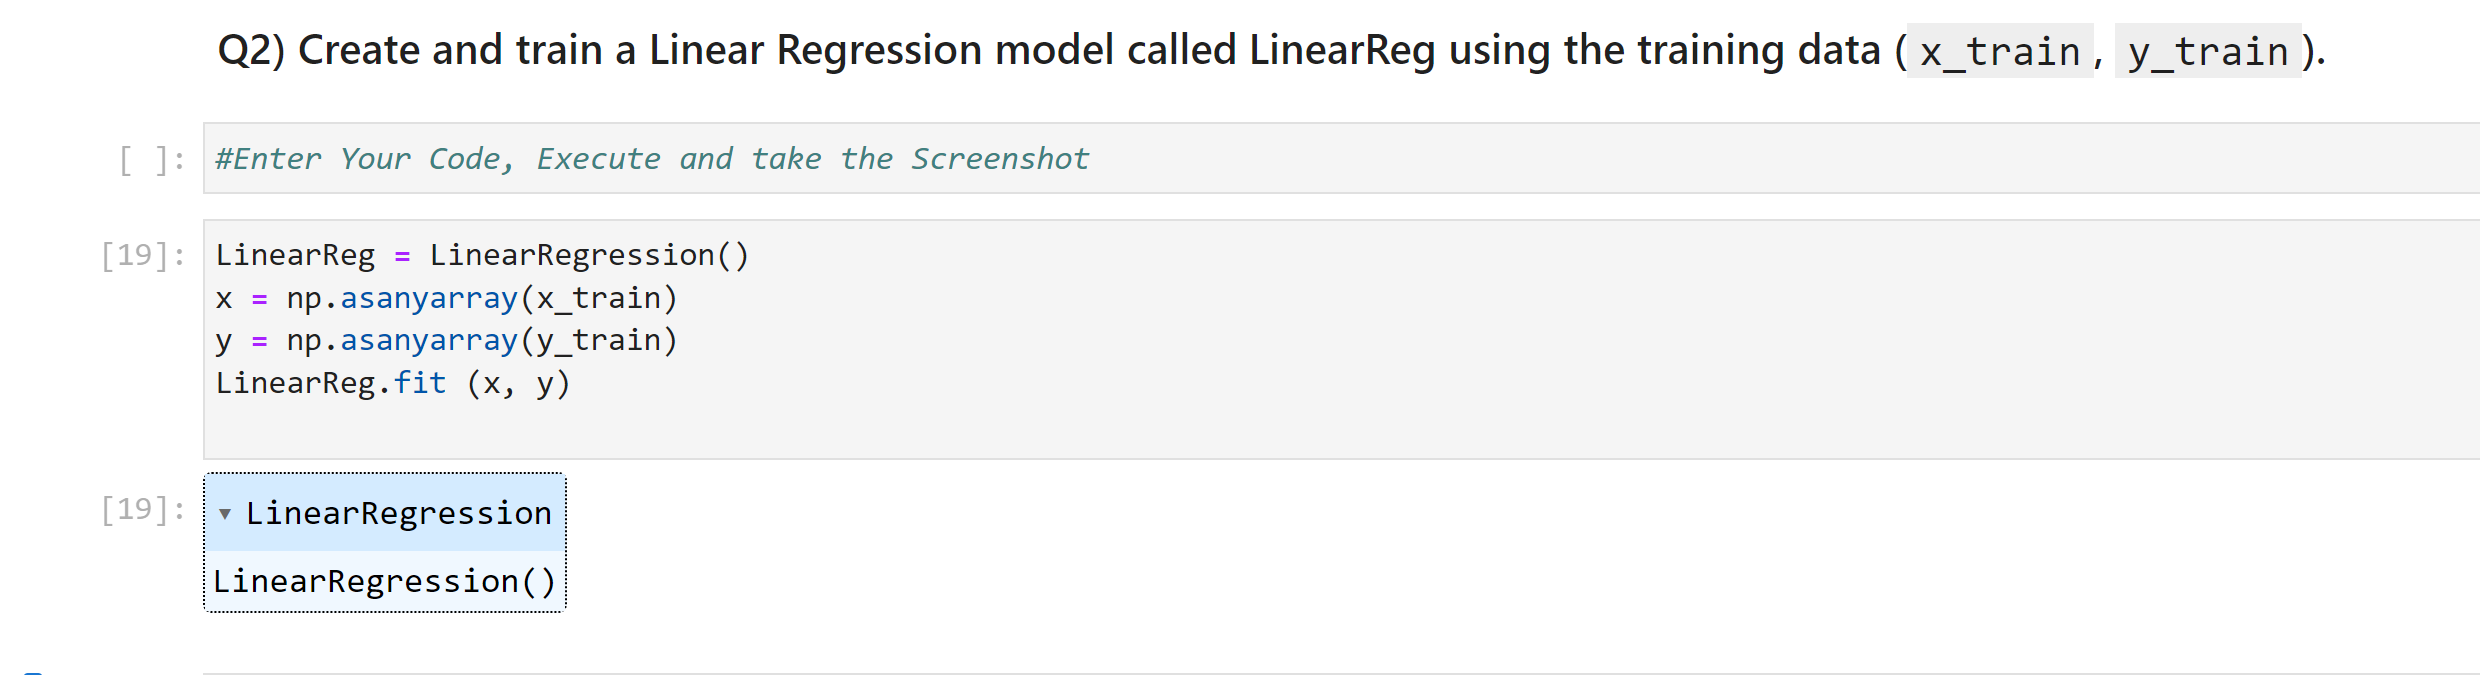 Q2) Create and train a Linear Regression model called LinearReg using the training data ( x_train , y_train ).
[ ]: #Enter Your Code, Execute and take the Screenshot
[19]: LinearReg = LinearRegression()
x = np.asanyarray(x_train)
y = np.asanyarray(y_train)
LinearReg.fit (x, y)
[19]: ▾ LinearRegression
LinearRegression()